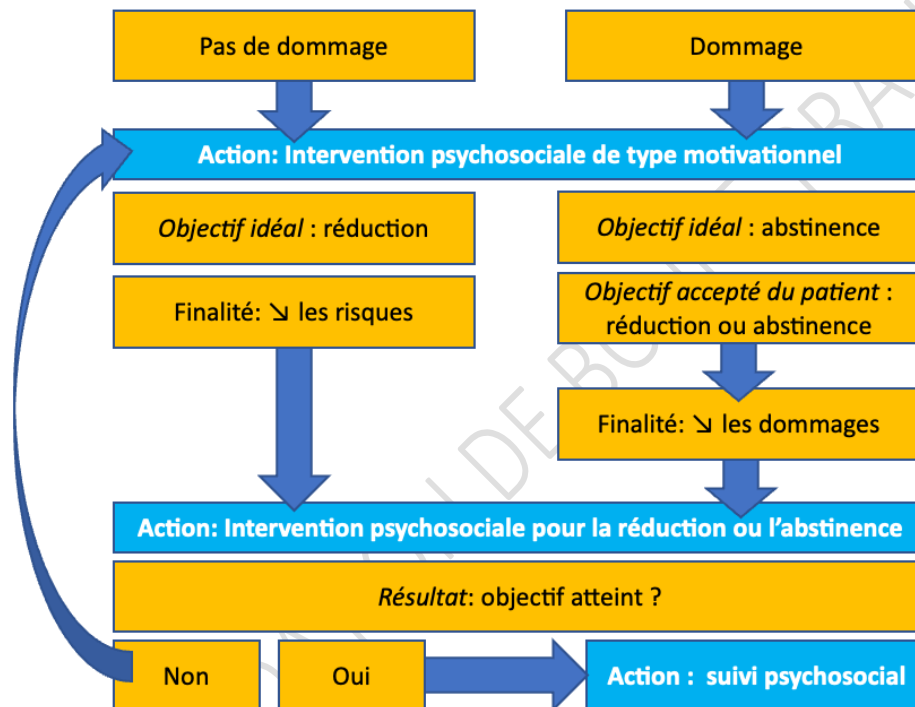 Pas de dommage
Dommage
Action: Intervention psychosociale de type motivationnel
Objectif idéal : réduction
Objectif idéal : abstinence
Finalité: ↘ les risques
Objectif accepté du patient :
réduction ou abstinence
Finalité: ↘ les dommages
Action: Intervention psychosociale pour la réduction ou l’abstinence
Résultat: objectif atteint ?
Non
Oui
Action : suivi psychosocial